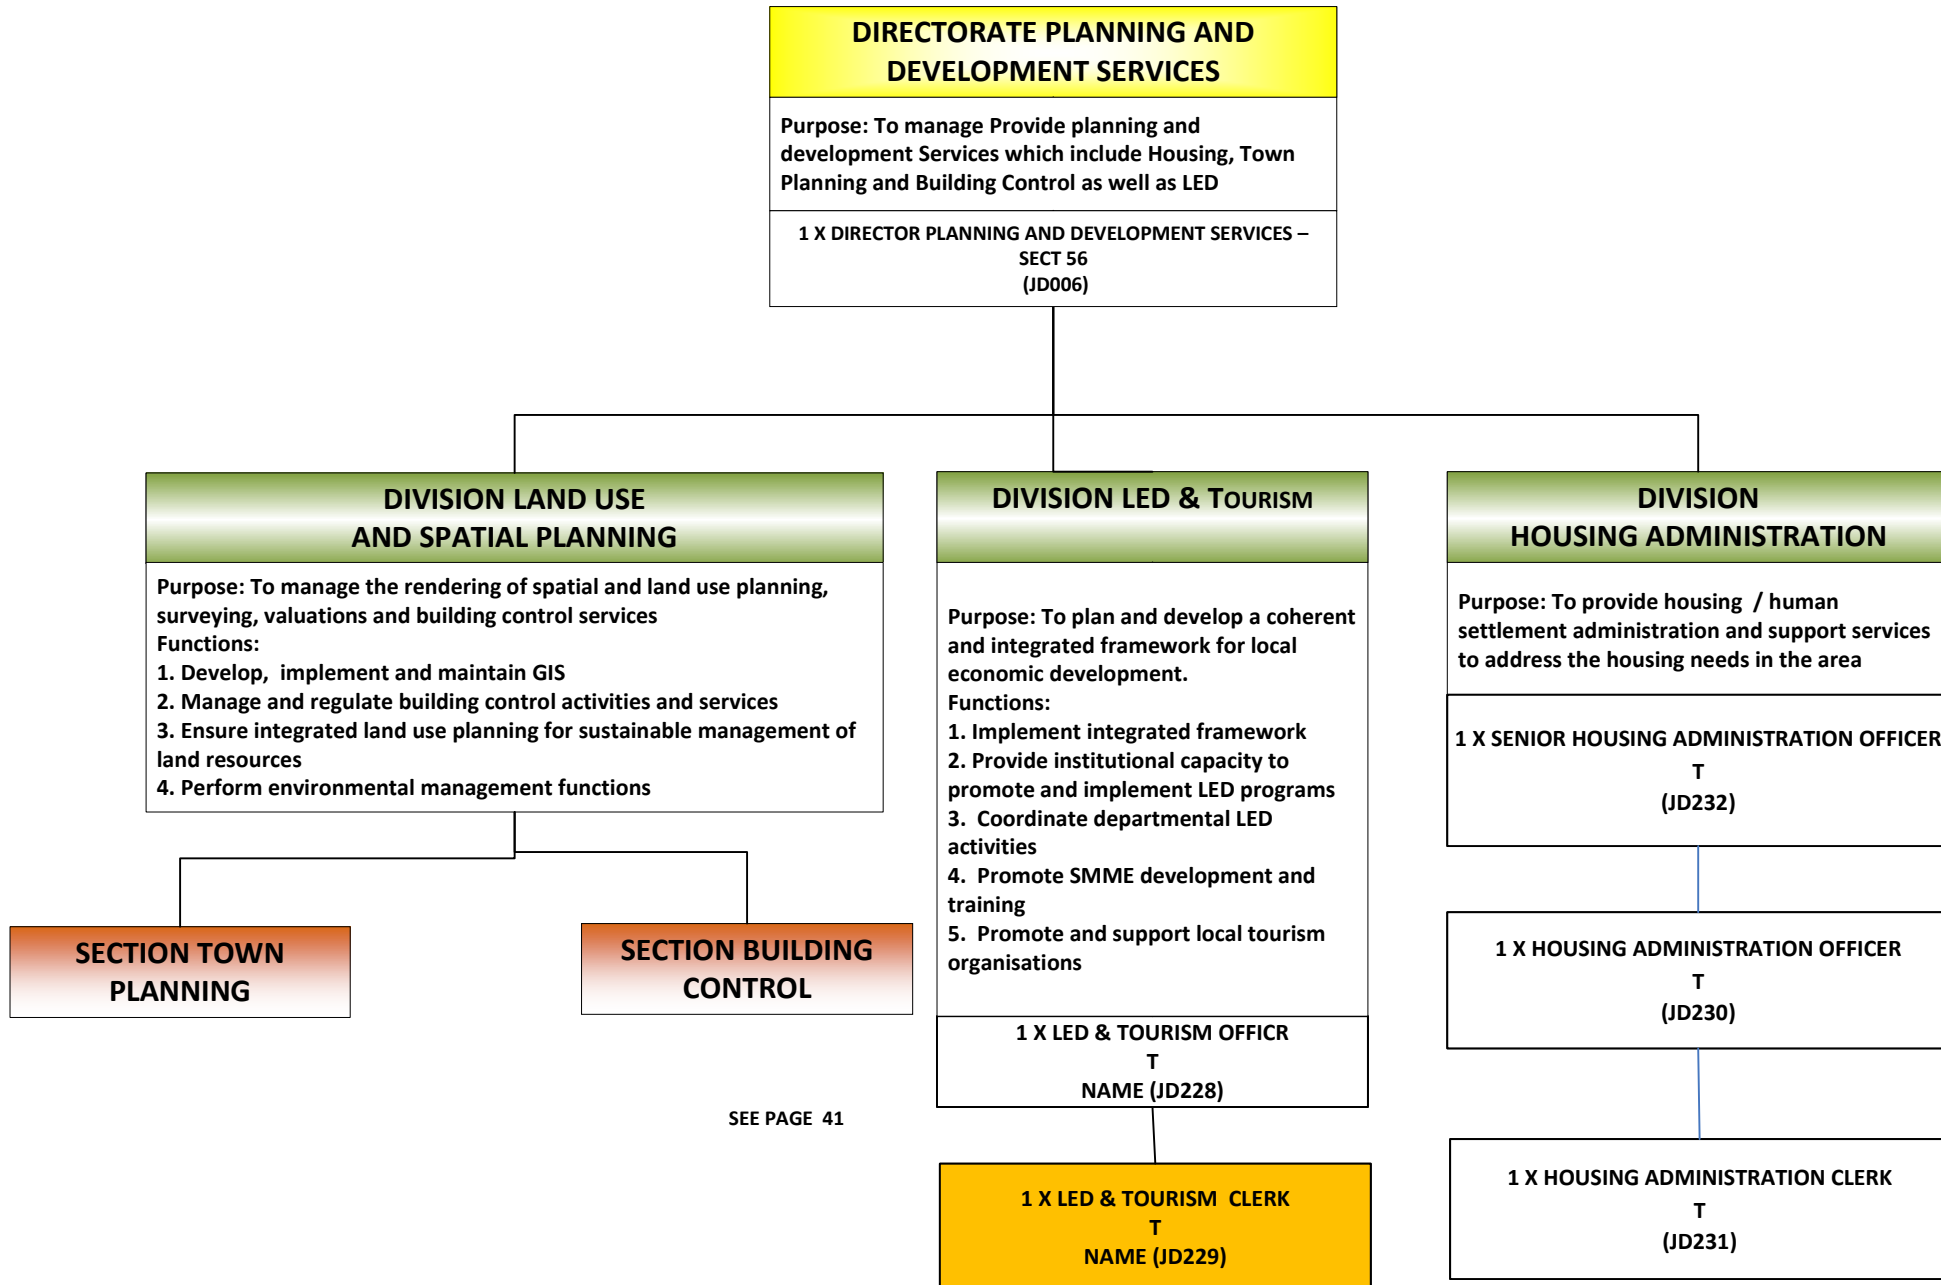 DIRECTORATE PLANNING AND
DEVELOPMENT SERVICES
Purpose: To manage Provide planning and
development Services which include Housing, Town
Planning and Building Control as well as LED
1 X DIRECTOR PLANNING AND DEVELOPMENT SERVICES –
SECT 56
(JD006)
DIVISION LAND USE
AND SPATIAL PLANNING
Purpose: To manage the rendering of spatial and land use planning,
surveying, valuations and building control services
Functions:
1. Develop, implement and maintain GIS
2. Manage and regulate building control activities and services
3. Ensure integrated land use planning for sustainable management of
land resources
4. Perform environmental management functions
SECTION TOWN
PLANNING
SECTION BUILDING
CONTROL
SEE PAGE 41
DIVISION LED & TOURISM
Purpose: To plan and develop a coherent
and integrated framework for local
economic development.
Functions:
1. Implement integrated framework
2. Provide institutional capacity to
promote and implement LED programs
3. Coordinate departmental LED
activities
4. Promote SMME development and
training
5. Promote and support local tourism
organisations
1 X LED & TOURISM OFFICR
T
NAME (JD228)
1 X LED & TOURISM CLERK
T
NAME (JD229)
DIVISION
HOUSING ADMINISTRATION
Purpose: To provide housing / human
settlement administration and support services
to address the housing needs in the area
1 X SENIOR HOUSING ADMINISTRATION OFFICER
T
(JD232)
1 X HOUSING ADMINISTRATION OFFICER
T
(JD230)
1 X HOUSING ADMINISTRATION CLERK
T
(JD231)